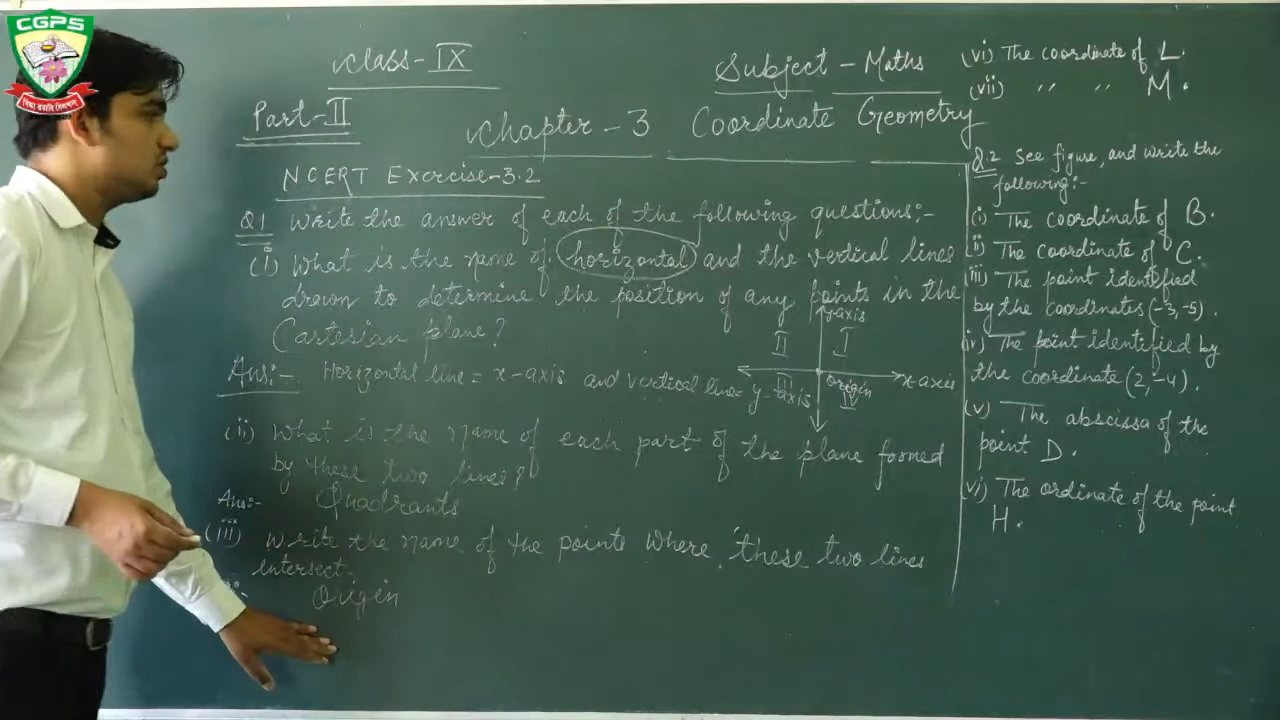 CGPS
Class-IX
Subject - Maths
Part-II
Chapter-3 Coordinate Geometry
NCERT Exercise-3.2
Q1 Write the answer of each of the following questions:-
(i) What is the name of horizontal and the vertical lines
drawn to determine the position of any points in the
Cartesian plane?
y-axis
II I
III IV
origin
x-axis
Ans:- Horizontal line = x-axis and vertical line = y-axis
(ii) What is the name of each part of the plane formed
by these two lines?
Ans:- Quadrants
(iii) Write the name of the points where these two lines
intersect.
Origin
(vi) The coordinate of L.
(vii) " " M.
Q.2 See figure, and write the
following:-
(i) The coordinate of B.
(ii) The coordinate of C.
(iii) The point identified
by the coordinates (-3,-5).
iv) The point identified by
the coordinate (2,-4).
(v) The abscissa of the
point D.
(vi) The ordinate of the point
H.